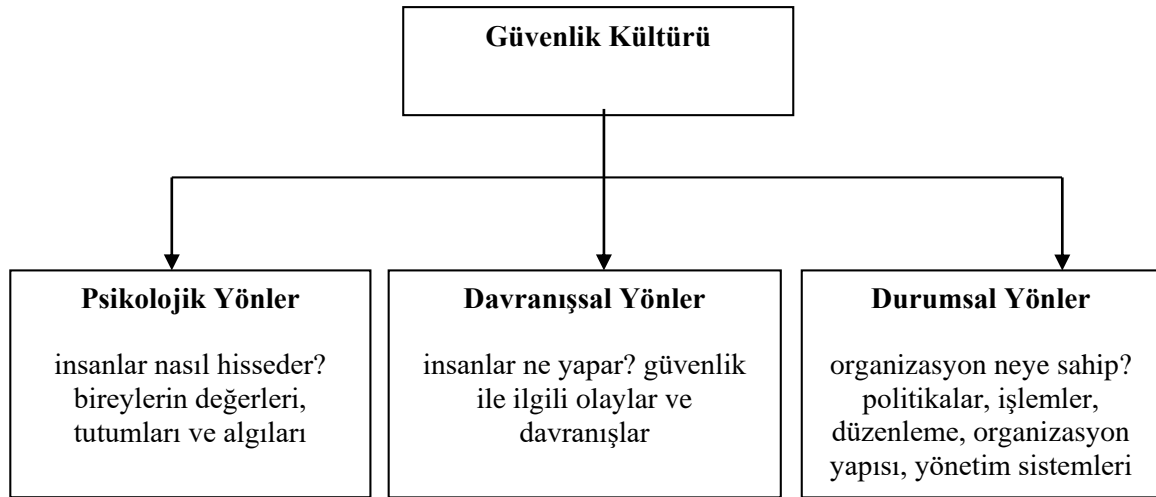 Güvenlik Kültürü
Psikolojik Yönler
insanlar nasıl hisseder?
bireylerin değerleri,
tutumları ve algıları
Davranışsal Yönler
insanlar ne yapar? güvenlik
ile ilgili olaylar ve
davranışlar
Durumsal Yönler
organizasyon neye sahip?
politikalar, işlemler,
düzenleme, organizasyon
yapısı, yönetim sistemleri